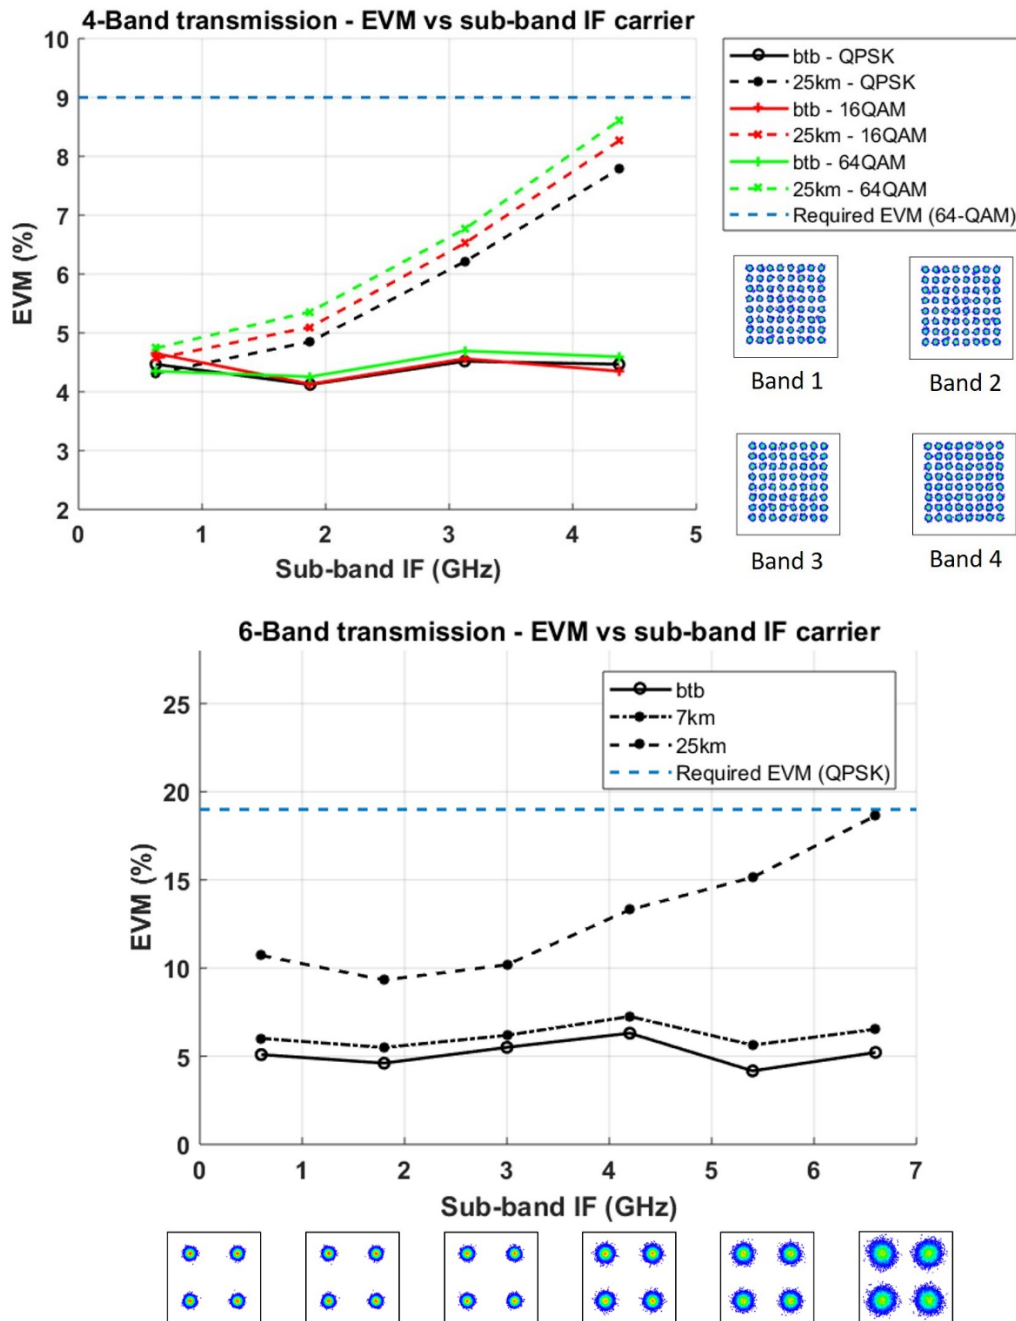 4-Band transmission - EVM vs sub-band IF carrier
10
9
8
7
6
5
4
3
2
EVM (%)
0 1 2 3 4 5
Sub-band IF (GHz)
btb - QPSK
25km - QPSK
btb - 16QAM
25km - 16QAM
btb - 64QAM
25km - 64QAM
Required EVM (64-QAM)
Band 1 Band 2
Band 3 Band 4
6-Band transmission - EVM vs sub-band IF carrier
25
20
15
10
5
0
EVM (%)
btb
7km
25km
Required EVM (QPSK)
0 1 2 3 4 5 6 7
Sub-band IF (GHz)